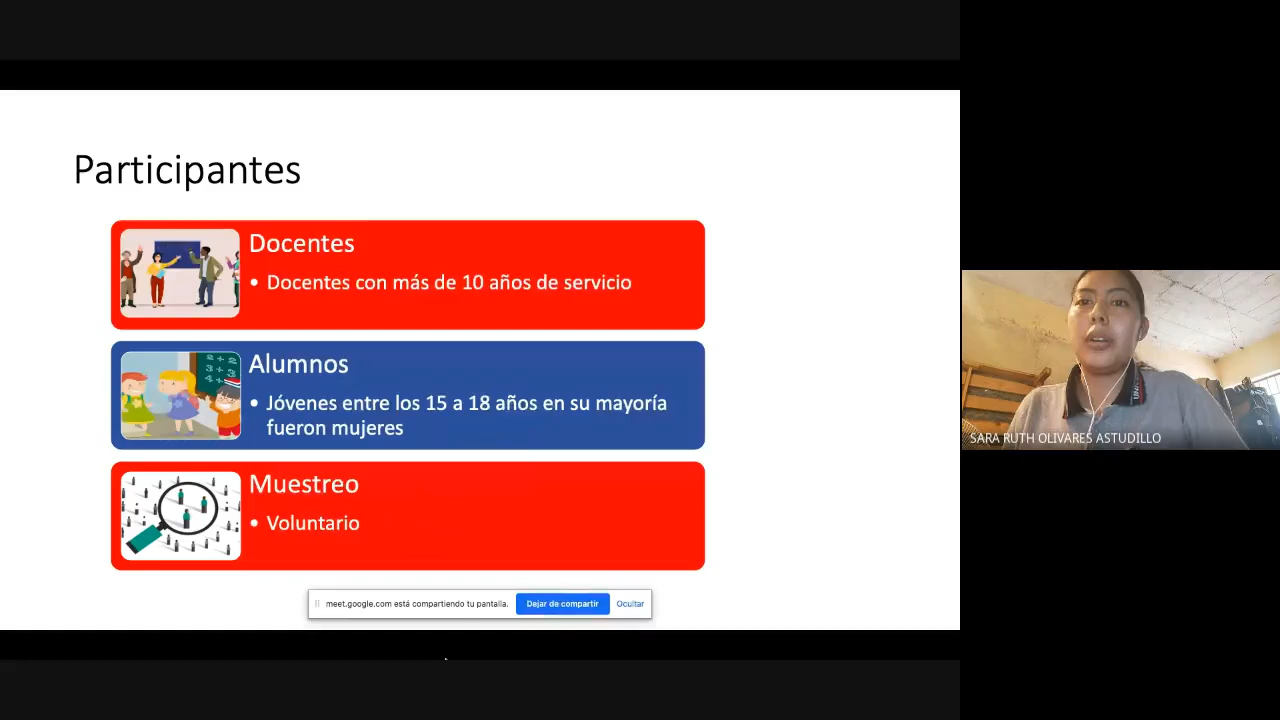 Participantes
Docentes
• Docentes con más de 10 años de servicio
Alumnos
• Jóvenes entre los 15 a 18 años en su mayoría
fueron mujeres
Muestreo
• Voluntario
meet.google.com está compartiendo tu pantalla.
Dejar de compartir
Ocultar
SARA RUTH OLIVARES ASTUDILLO